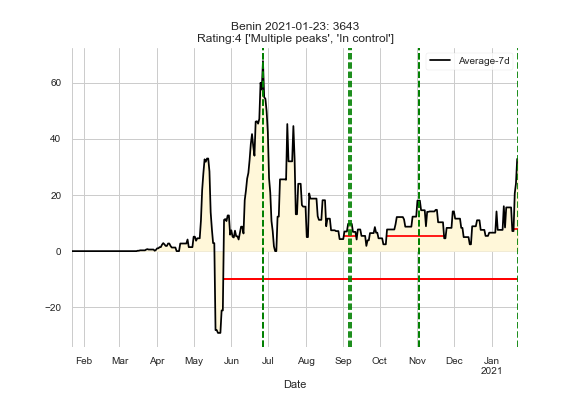 Benin 2021-01-23: 3643
Rating:4 ['Multiple peaks', 'In control']
Average-7d
60
40
20
0
−20
Feb Mar Apr May Jun Jul Aug Sep Oct Nov Dec Jan
2021
Date